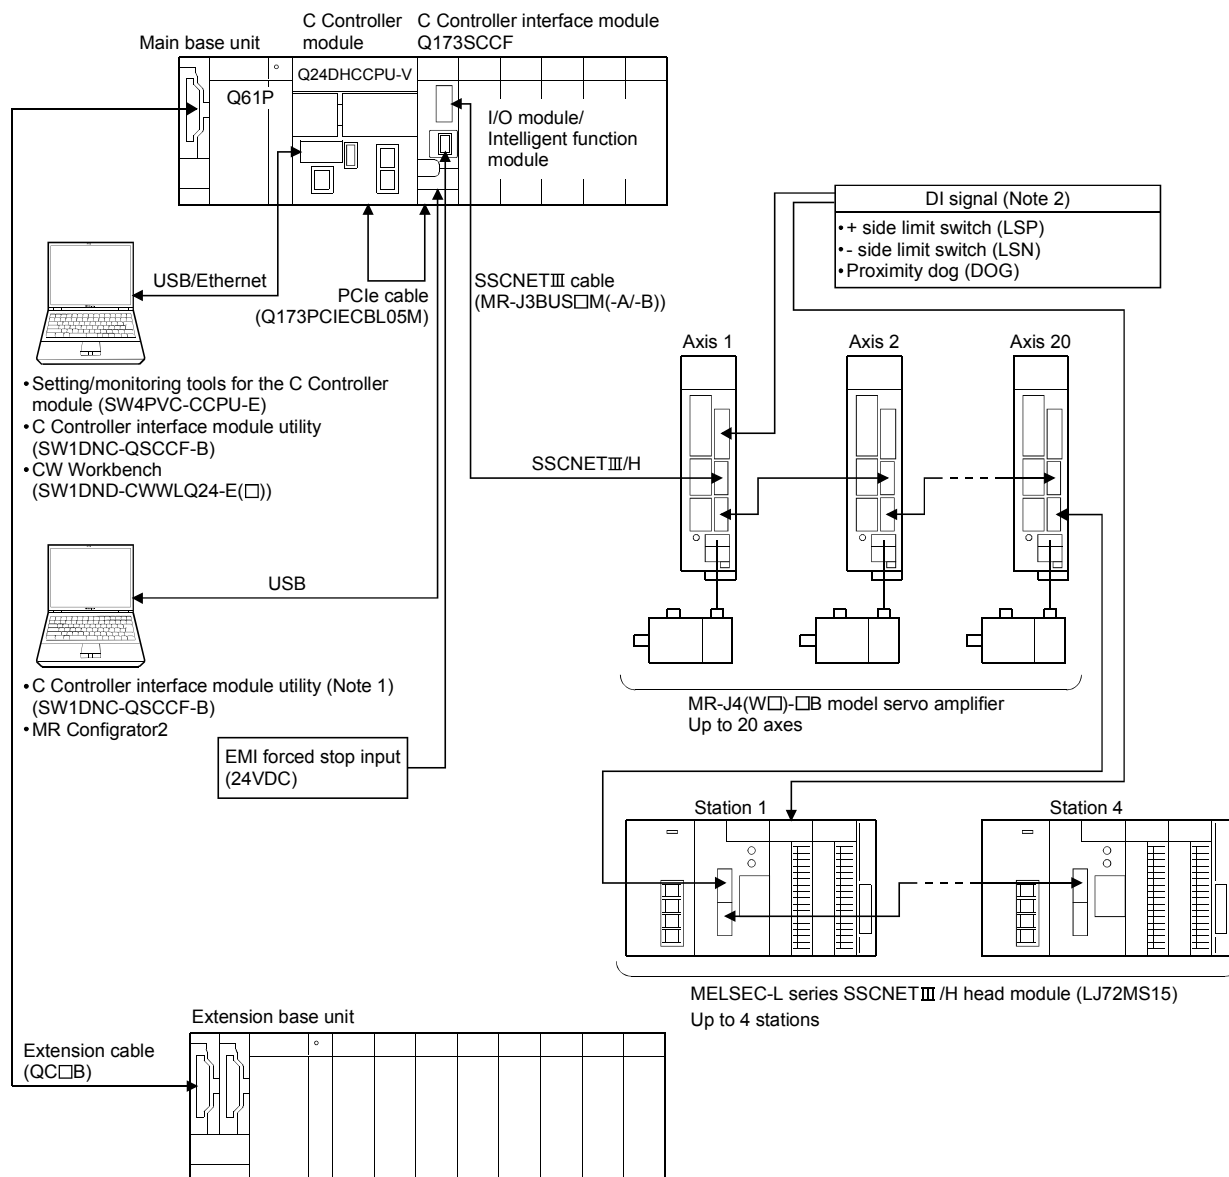 C Controller
module
C Controller interface module
Q173SCCF
Main base unit
Q24DHCCPU-V
Q61P
I/O module/
Intelligent function
module
DI signal (Note 2)
•+ side limit switch (LSP)
•- side limit switch (LSN)
•Proximity dog (DOG)
USB/Ethernet
PCIe cable
(Q173PCIECBL05M)
SSCNETⅢ cable
(MR-J3BUS□M(-A/-B))
Axis 1
Axis 2
Axis 20
•Setting/monitoring tools for the C Controller
module (SW4PVC-CCPU-E)
•C Controller interface module utility
(SW1DNC-QSCCF-B)
•CW Workbench
(SW1DND-CWWLQ24-E(□))
SSCNETⅢ/H
USB
•C Controller interface module utility (Note 1)
(SW1DNC-QSCCF-B)
•MR Configrator2
MR-J4(W□)-□B model servo amplifier
Up to 20 axes
EMI forced stop input
(24VDC)
Station 1
Station 4
MELSEC-L series SSCNETⅢ/H head module (LJ72MS15)
Up to 4 stations
Extension base unit
Extension cable
(QC□B)